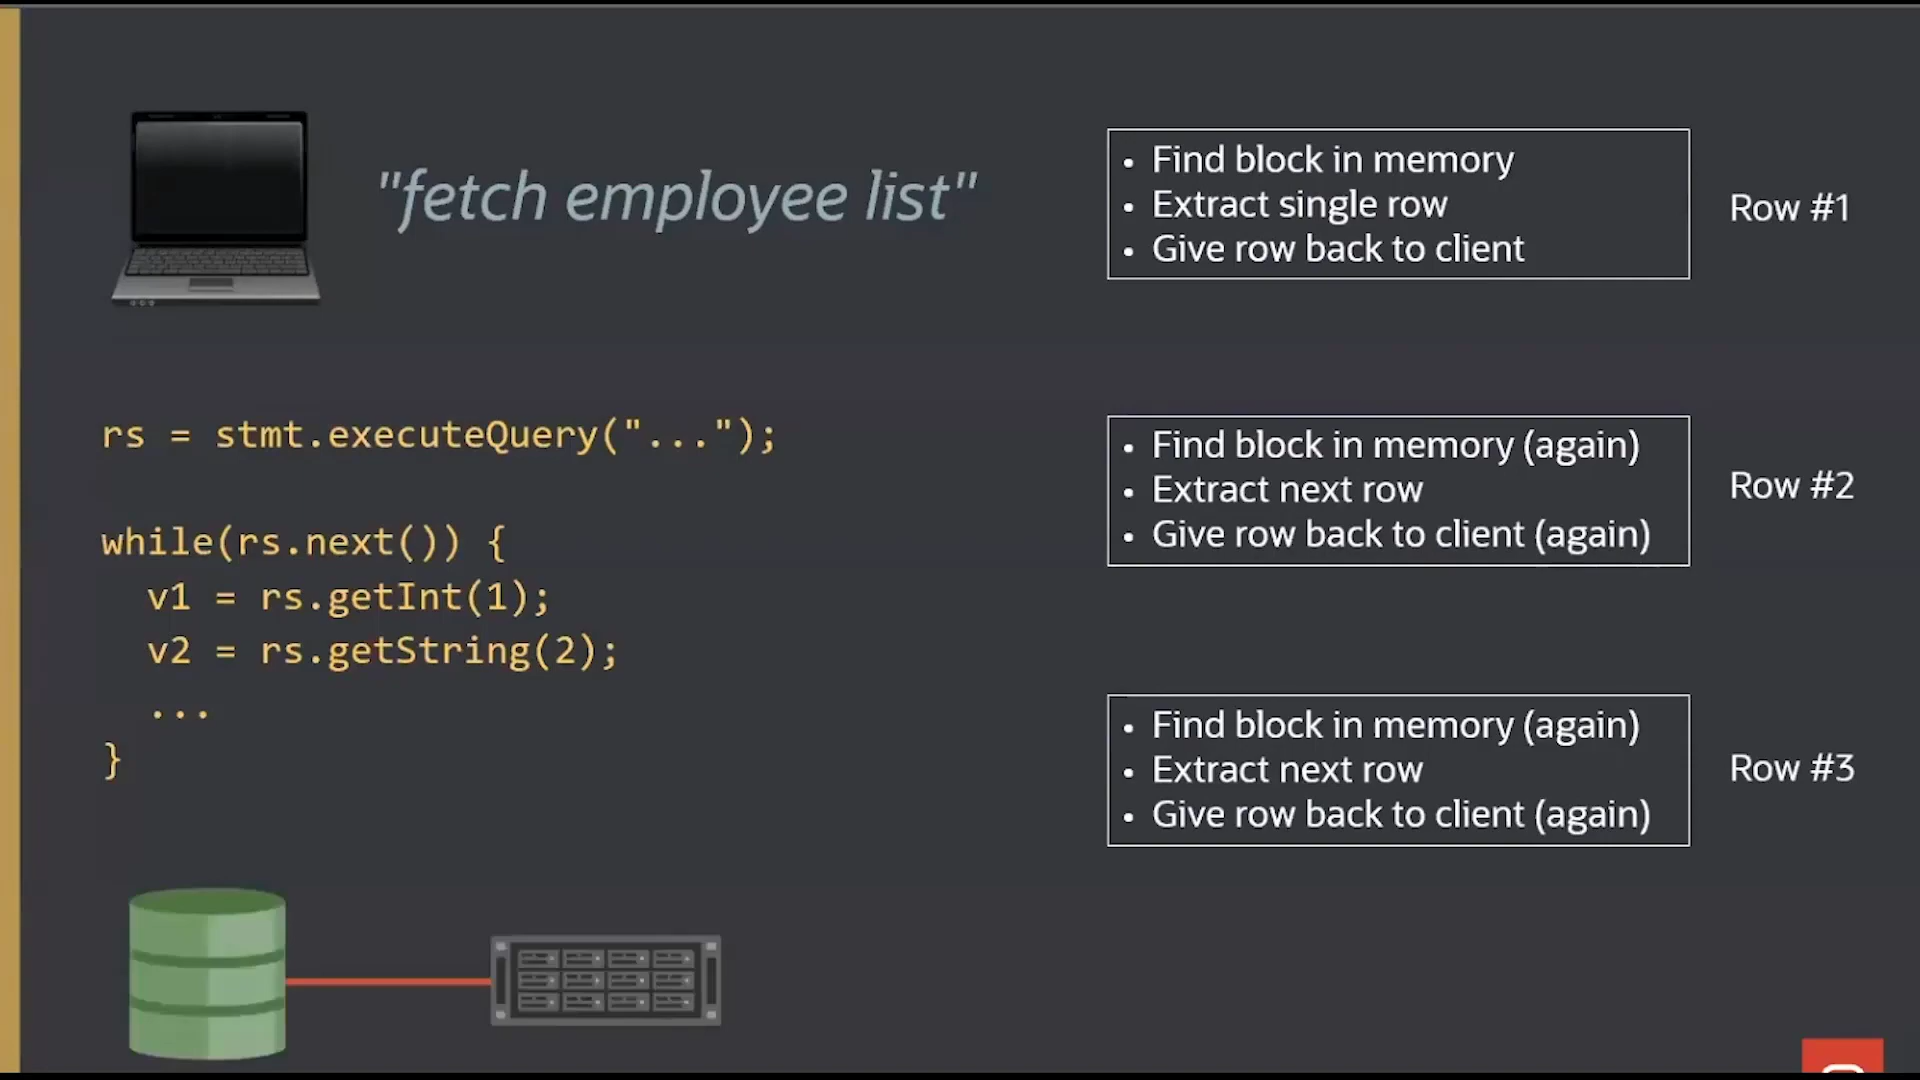 "fetch employee list"
rs = stmt.executeQuery("...");
while(rs.next()) {
  v1 = rs.getInt(1);
  v2 = rs.getString(2);
  ...
}
• Find block in memory
• Extract single row
• Give row back to client
Row #1
• Find block in memory (again)
• Extract next row
• Give row back to client (again)
Row #2
• Find block in memory (again)
• Extract next row
• Give row back to client (again)
Row #3